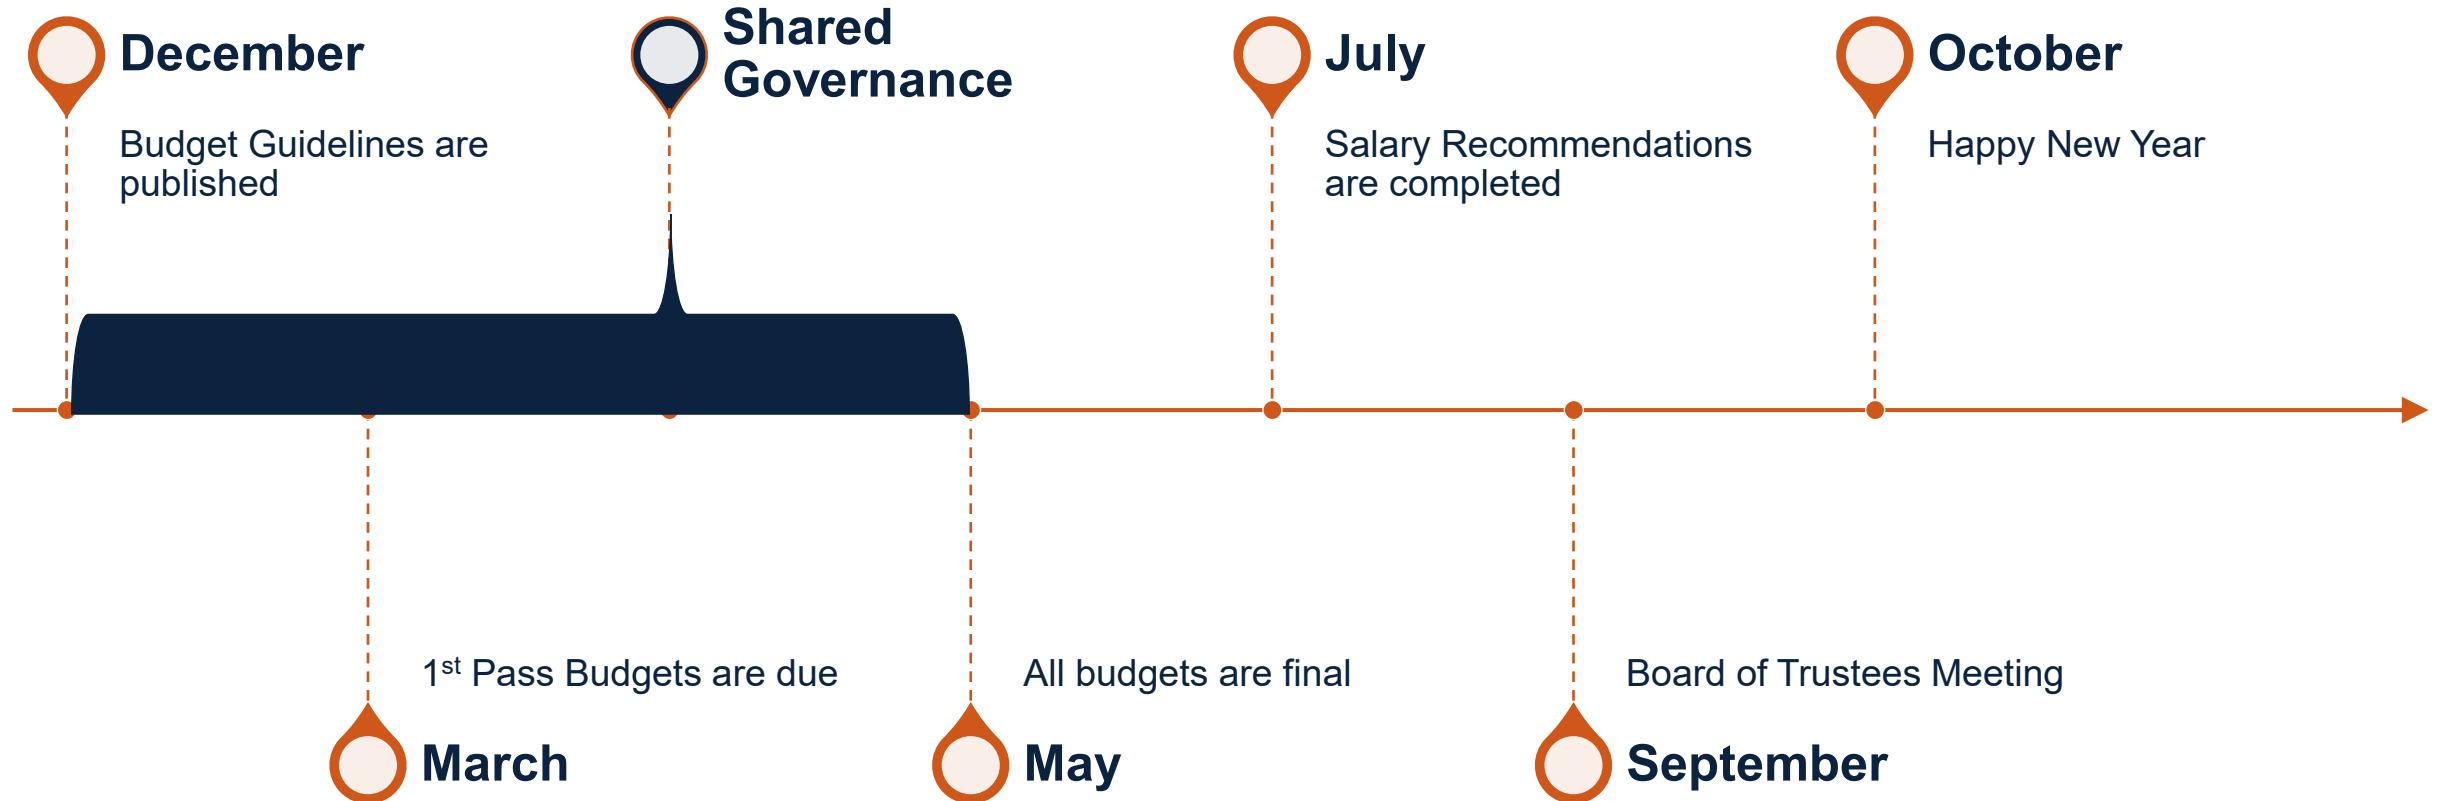 December
Budget Guidelines are
published
Shared
Governance
July
Salary Recommendations
are completed
October
Happy New Year
1st Pass Budgets are due
March
All budgets are final
May
Board of Trustees Meeting
September